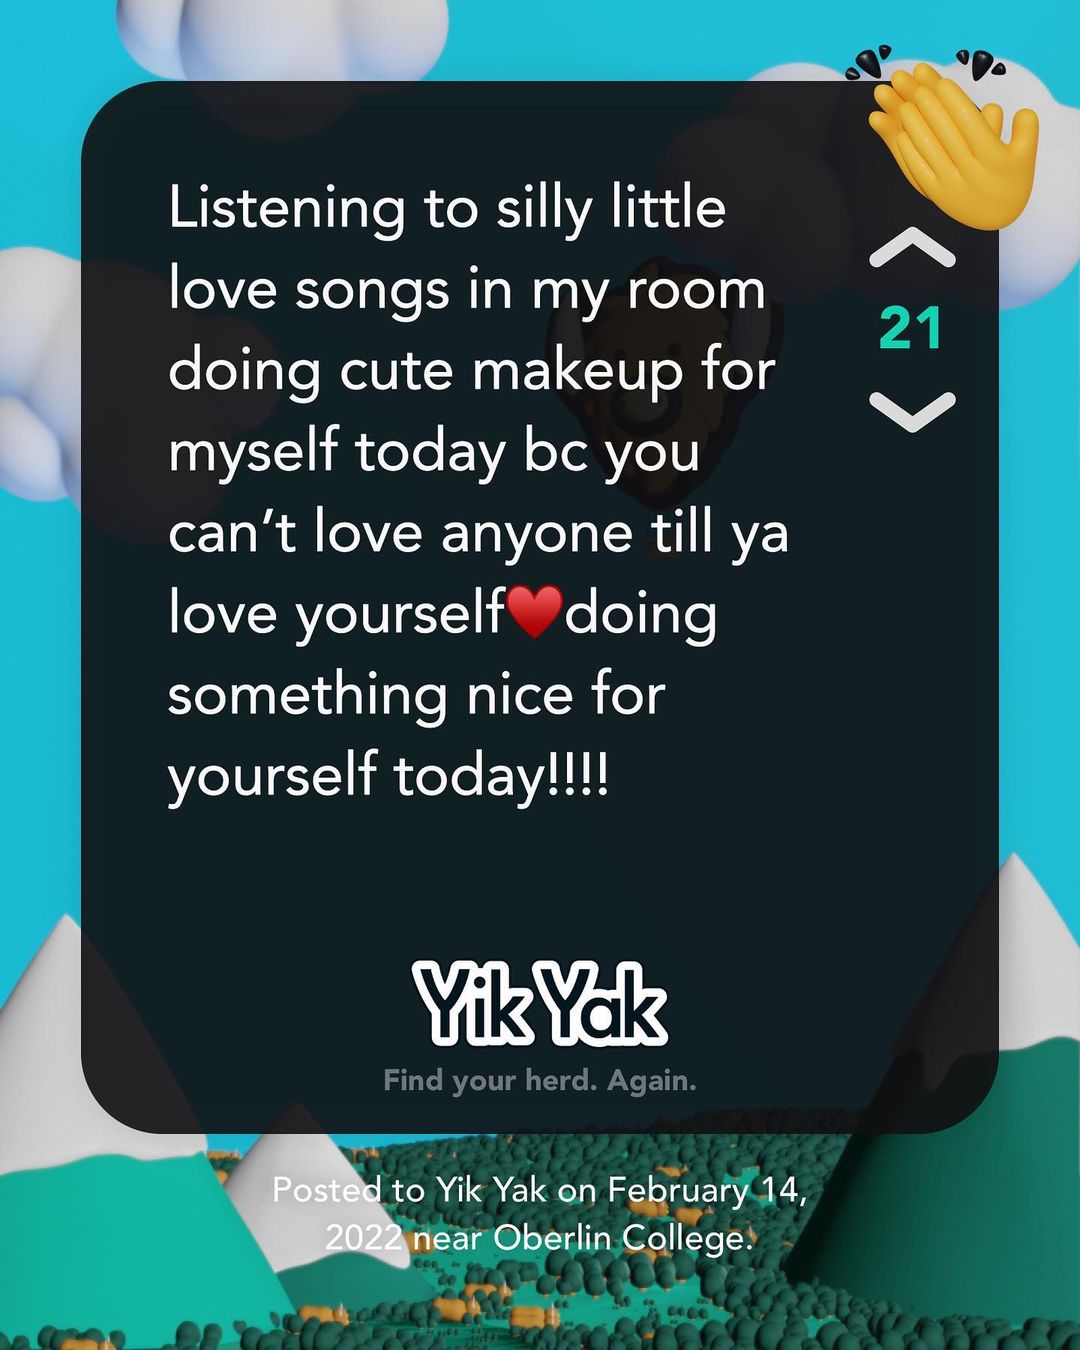 Listening to silly little
love songs in my room
doing cute makeup for
myself today bc you
can’t love anyone till ya
love yourself♥️doing
something nice for
yourself today!!!!
21
Yik Yak
Find your herd. Again.
Posted to Yik Yak on February 14,
2022 near Oberlin College.